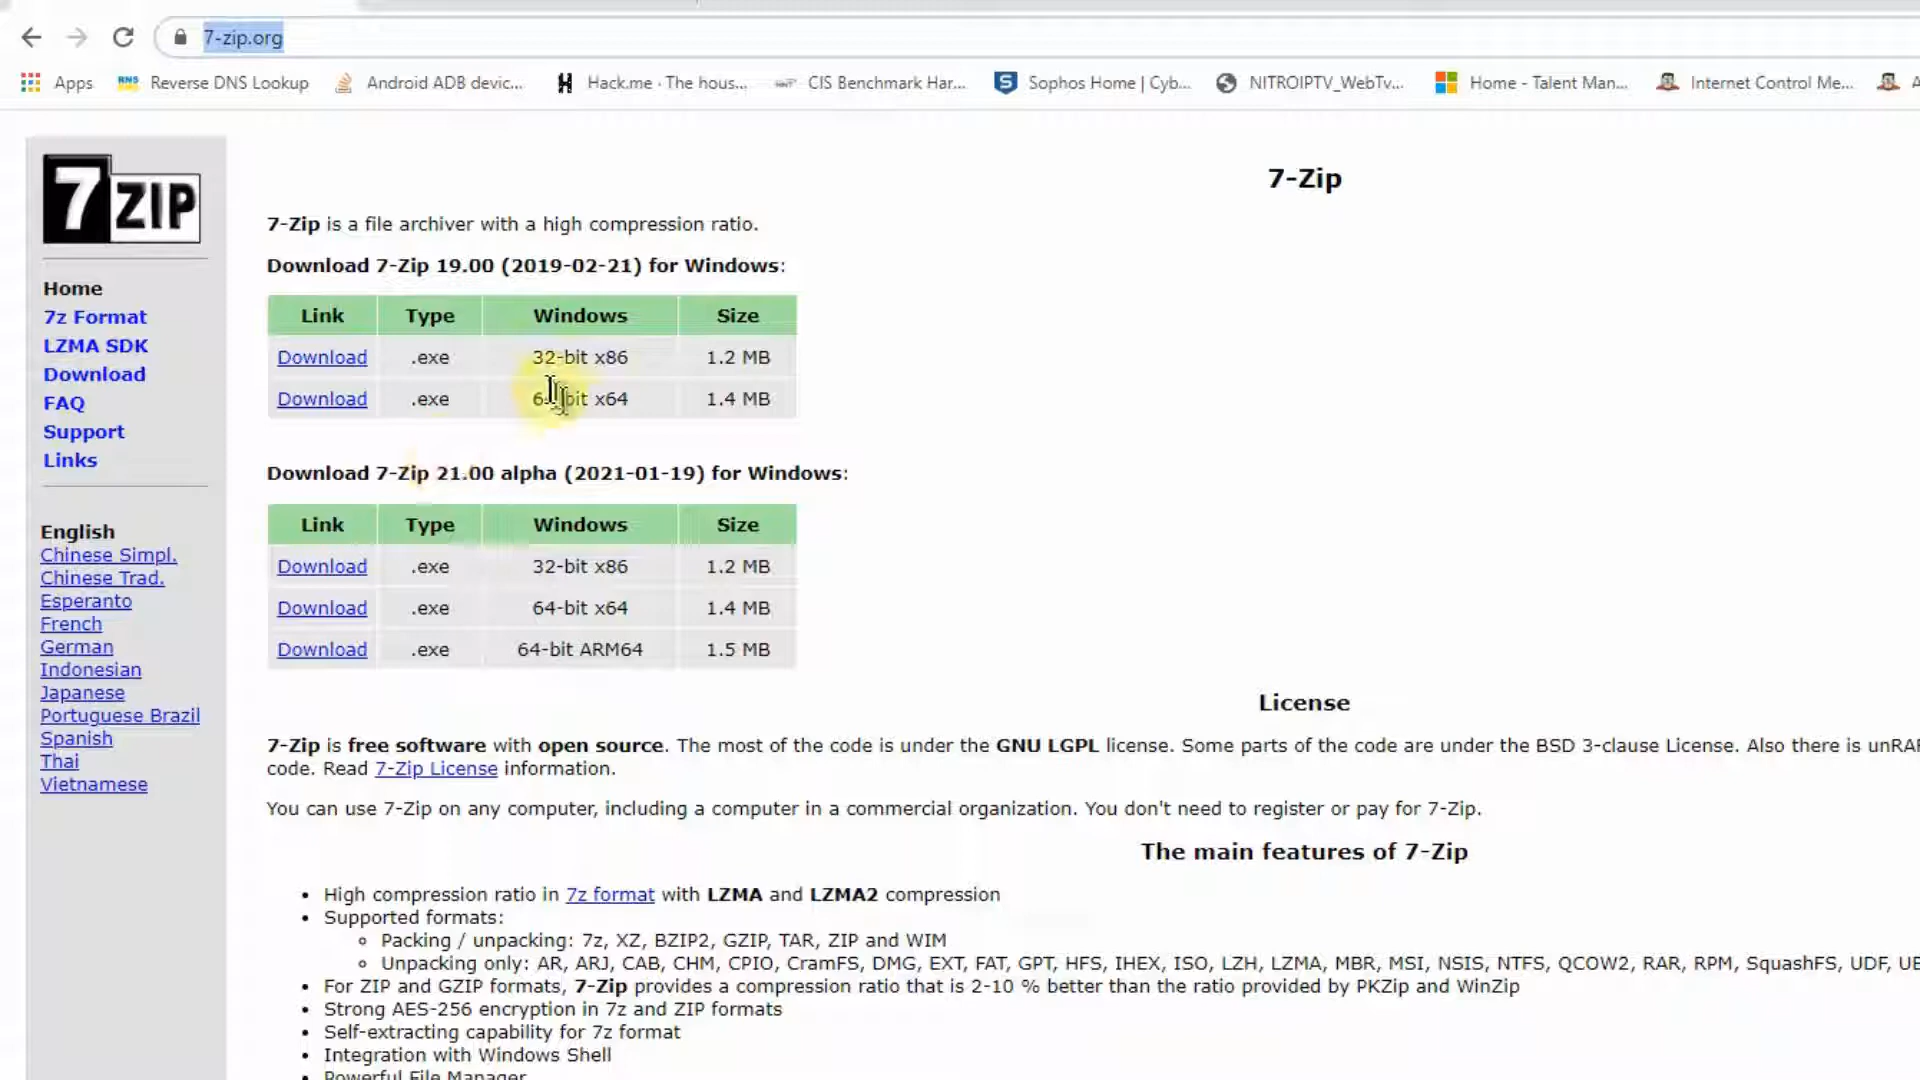 7-zip.org
Apps RNS Reverse DNS Lookup Android ADB devic... Hack.me · The hous... CIS Benchmark Har... Sophos Home | Cyb... NITROIPTV_WebTv... Home - Talent Man... Internet Control Me...
7 ZIP
Home
7z Format
LZMA SDK
Download
FAQ
Support
Links
English
Chinese Simpl.
Chinese Trad.
Esperanto
French
German
Indonesian
Japanese
Portuguese Brazil
Spanish
Thai
Vietnamese
7-Zip
7-Zip is a file archiver with a high compression ratio.
Download 7-Zip 19.00 (2019-02-21) for Windows:
Link Type Windows Size
Download .exe 32-bit x86 1.2 MB
Download .exe 64-bit x64 1.4 MB
Download 7-Zip 21.00 alpha (2021-01-19) for Windows:
Link Type Windows Size
Download .exe 32-bit x86 1.2 MB
Download .exe 64-bit x64 1.4 MB
Download .exe 64-bit ARM64 1.5 MB
License
7-Zip is free software with open source. The most of the code is under the GNU LGPL license. Some parts of the code are under the BSD 3-clause License. Also there is unRAR
code. Read 7-Zip License information.
You can use 7-Zip on any computer, including a computer in a commercial organization. You don't need to register or pay for 7-Zip.
The main features of 7-Zip
• High compression ratio in 7z format with LZMA and LZMA2 compression
• Supported formats:
◦ Packing / unpacking: 7z, XZ, BZIP2, GZIP, TAR, ZIP and WIM
◦ Unpacking only: AR, ARJ, CAB, CHM, CPIO, CramFS, DMG, EXT, FAT, GPT, HFS, IHEX, ISO, LZH, LZMA, MBR, MSI, NSIS, NTFS, QCOW2, RAR, RPM, SquashFS, UDF,
• For ZIP and GZIP formats, 7-Zip provides a compression ratio that is 2-10 % better than the ratio provided by PKZip and WinZip
• Strong AES-256 encryption in 7z and ZIP formats
• Self-extracting capability for 7z format
• Integration with Windows Shell
• Powerful File Manager